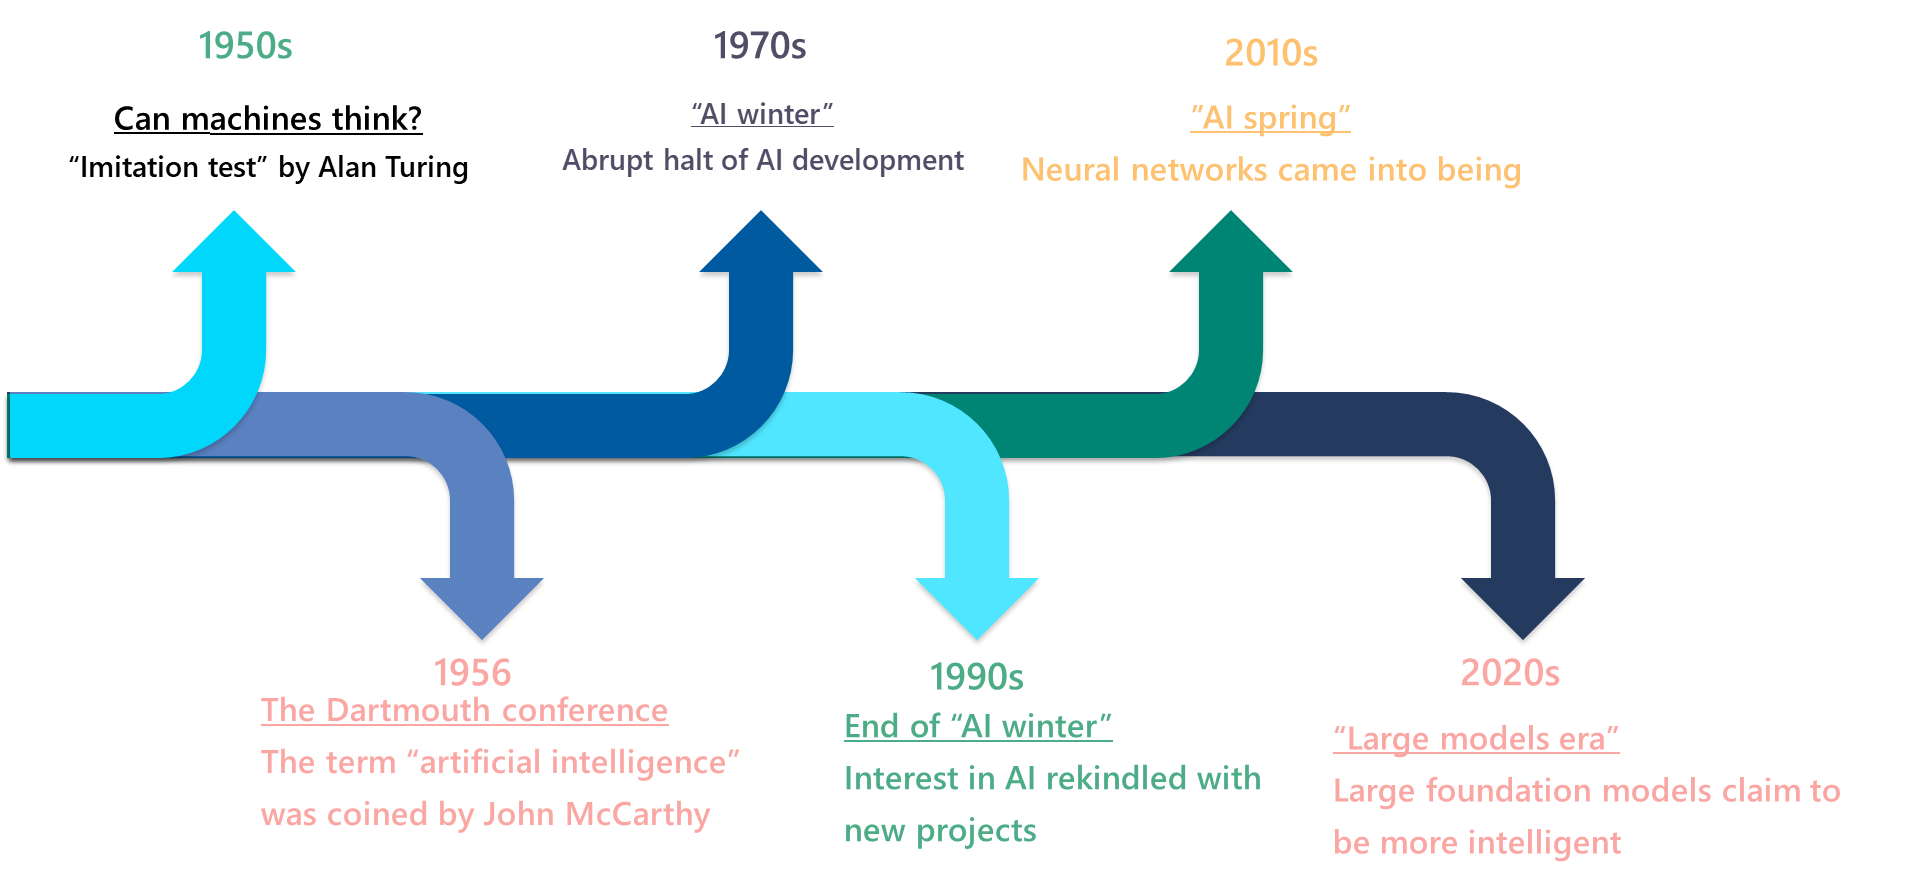 1950s
Can machines think?
“Imitation test” by Alan Turing
1970s
“AI winter”
Abrupt halt of AI development
2010s
”AI spring”
Neural networks came into being
1956
The Dartmouth conference
The term “artificial intelligence”
was coined by John McCarthy
1990s
End of “AI winter”
Interest in AI rekindled with
new projects
2020s
“Large models era”
Large foundation models claim to
be more intelligent